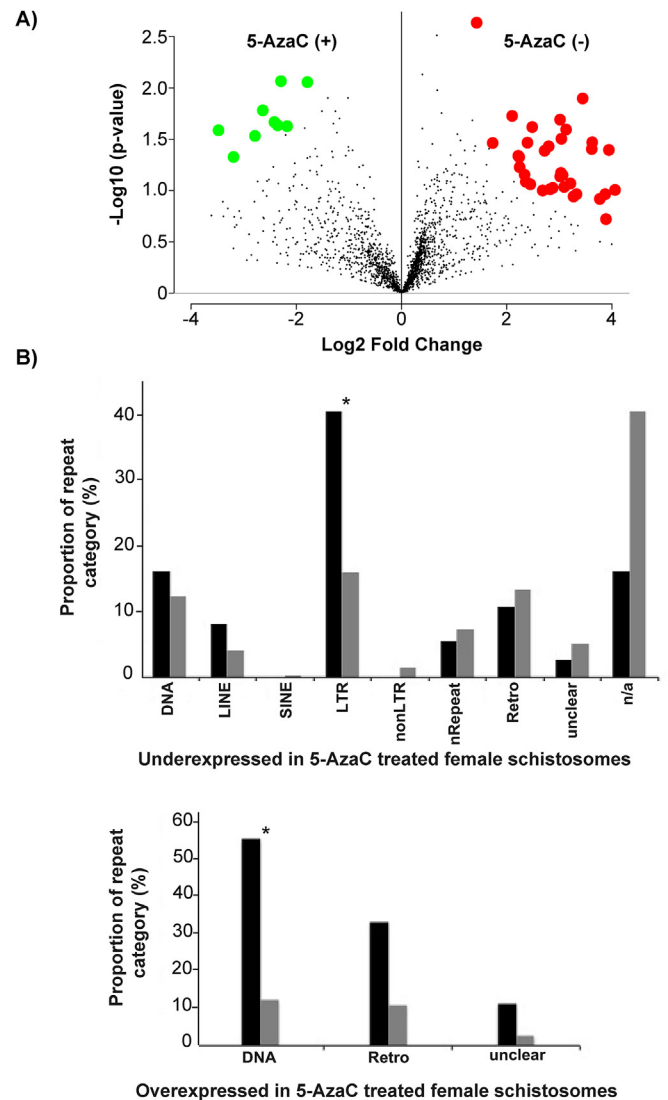 A)
5-AzaC (+)
5-AzaC (-)
-Log10 (p-value)
2.5
2.0
1.5
1.0
0.5
0
-4
-2
0
2
4
Log2 Fold Change
B)
Proportion of repeat
category (%)
40
30
20
10
0
*
DNA
LINE
SINE
LTR
nonLTR
nRepeat
Retro
unclear
n/a
Underexpressed in 5-AzaC treated female schistosomes
Proportion of repeat
category (%)
60
50
40
30
20
10
0
*
DNA
Retro
unclear
Overexpressed in 5-AzaC treated female schistosomes